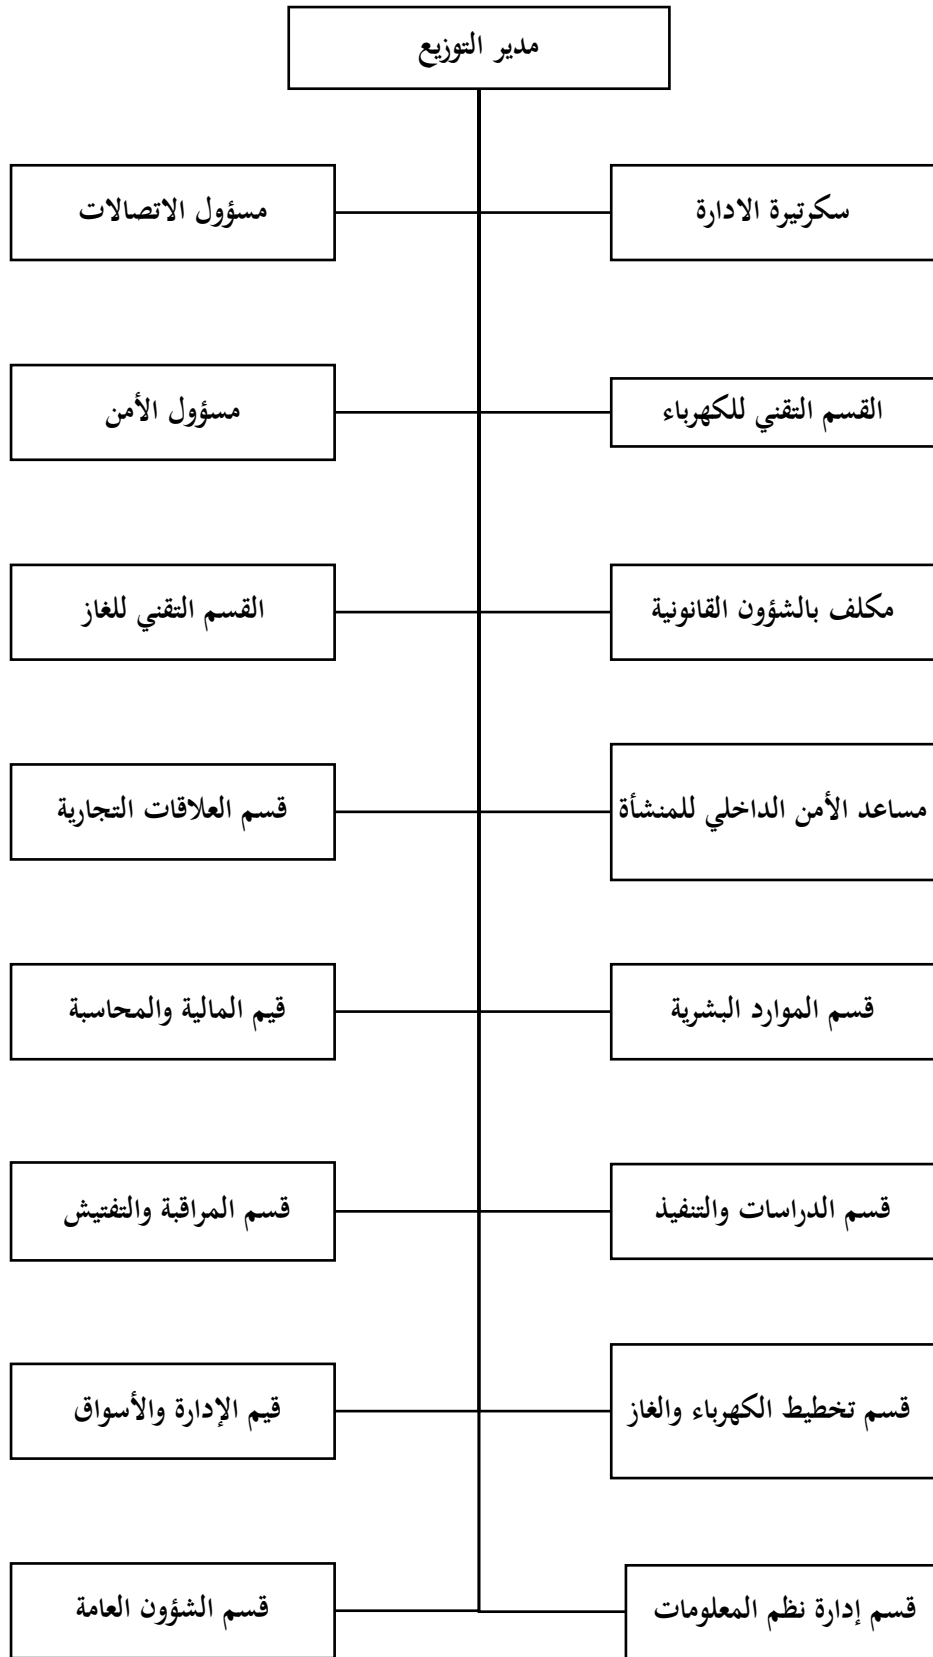 مدير التوزيع
سكرتيرة الادارة
مسؤول الاتصالات
القسم التقني للكهرباء
مسؤول الأمن
مكلف بالشؤون القانونية
القسم التقني للغاز
مساعد الأمن الداخلي للمنشأة
قسم العلاقات التجارية
قسم الموارد البشرية
قيم المالية والمحاسبة
قسم الدراسات والتنفيذ
قسم المراقبة والتفتيش
قسم تخطيط الكهرباء والغاز
قيم الإدارة والأسواق
قسم إدارة نظم المعلومات
قسم الشؤون العامة